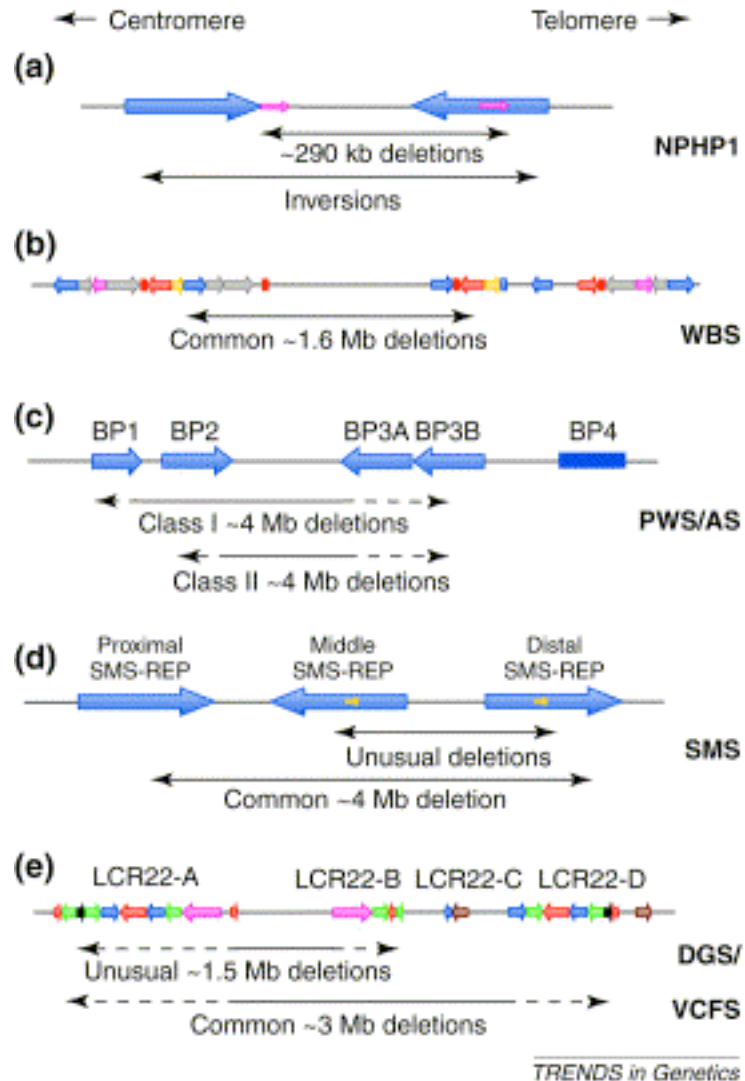 Centromere Telomere
(a)
~290 kb deletions
NPHP1
Inversions
(b)
Common ~1.6 Mb deletions
WBS
(c)
BP1 BP2 BP3A BP3B BP4
Class I ~4 Mb deletions
PWS/AS
Class II ~4 Mb deletions
(d)
Proximal Middle Distal
SMS-REP SMS-REP SMS-REP
Unusual deletions
SMS
Common ~4 Mb deletion
(e)
LCR22-A LCR22-B LCR22-C LCR22-D
DGS/
Unusual ~1.5 Mb deletions
VCFS
Common ~3 Mb deletions
TRENDS in Genetics